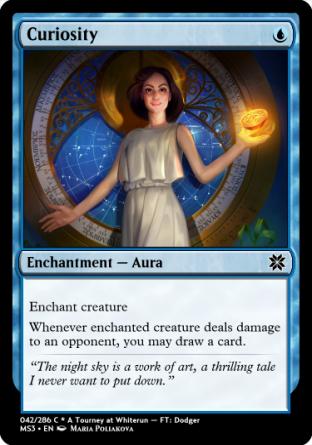 Curiosity
Enchantment — Aura
Enchant creature
Whenever enchanted creature deals damage
to an opponent, you may draw a card.
“The night sky is a work of art, a thrilling tale
I never want to put down.”
042/286 C * A Tourney at Whiterun — FT: Dodger
MS3 • EN Maria Poliakova